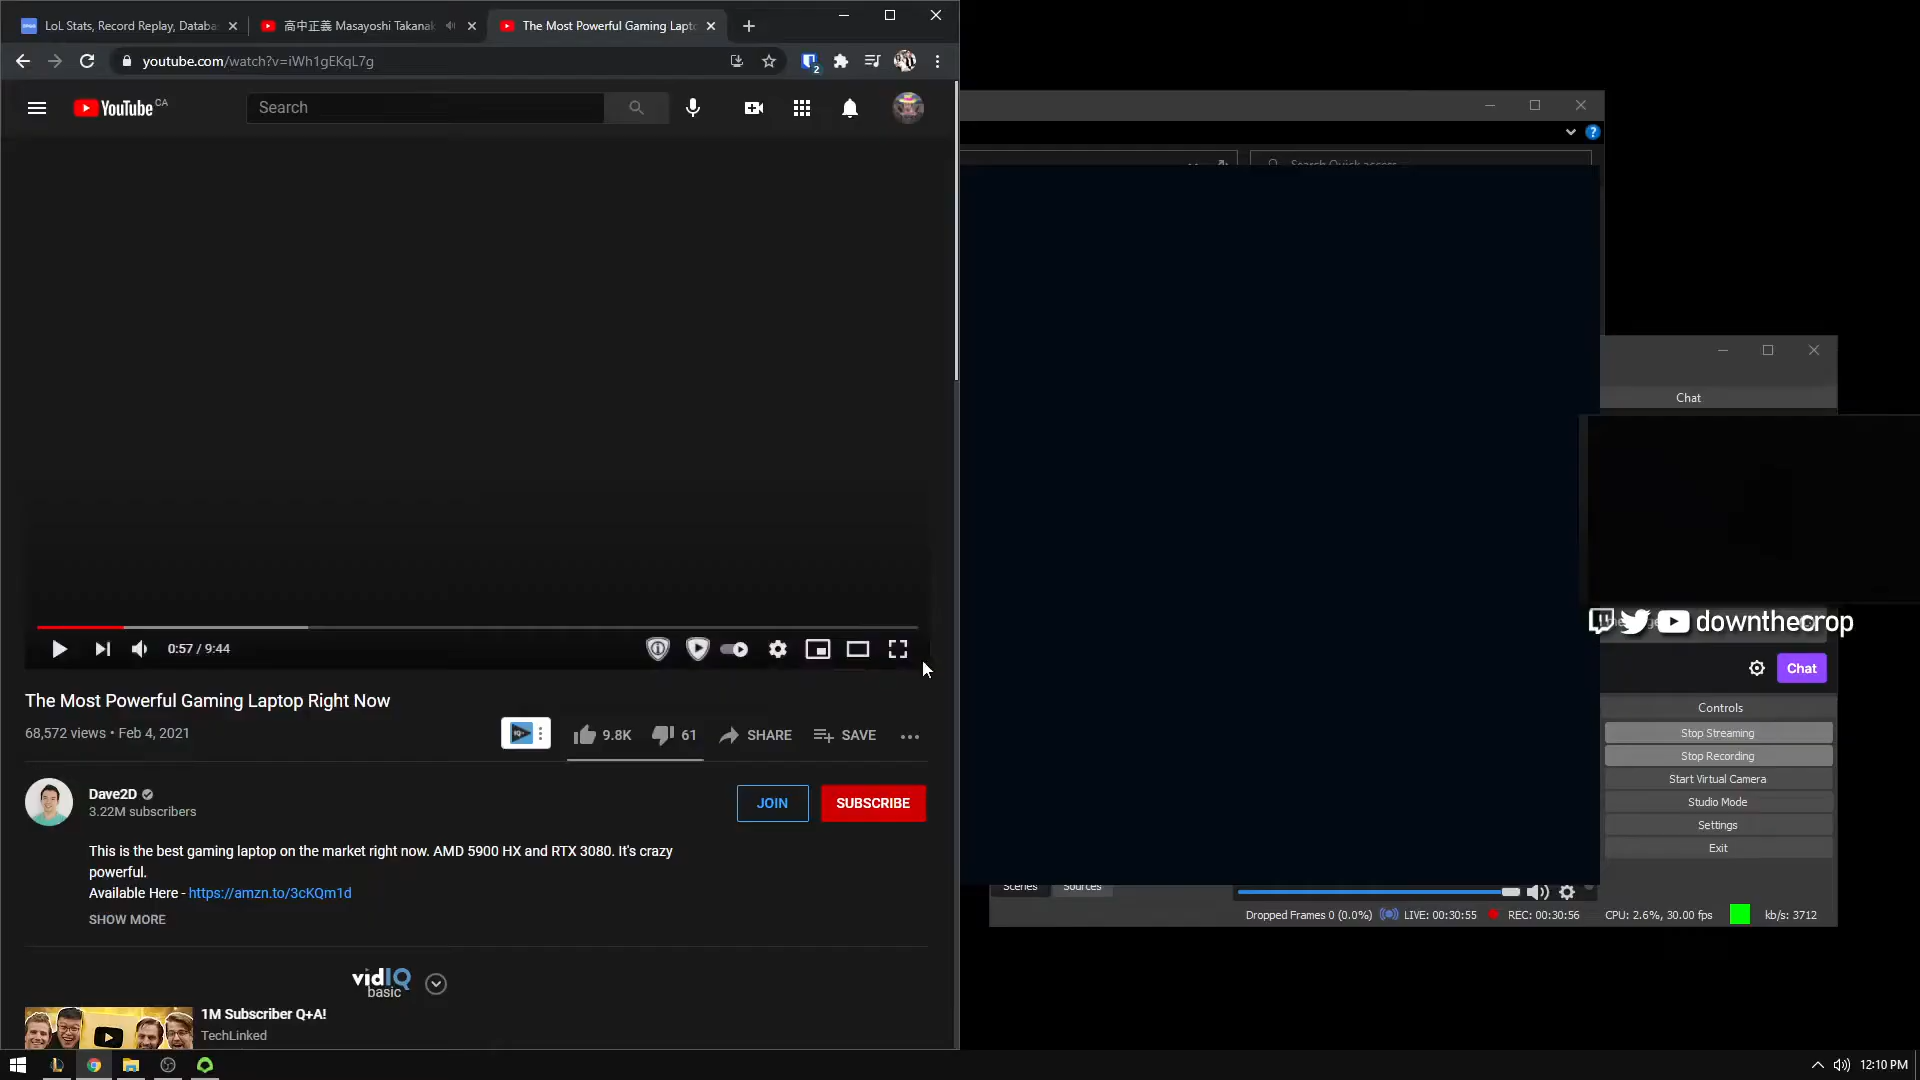 LoL Stats, Record Replay, Databa
高中正義 Masayoshi Takanak
The Most Powerful Gaming Lapt
youtube.com/watch?v=iWh1gEKqL7g
2
YouTube CA
Search
Search Quick access
Chat
downthecrop
0:57 / 9:44
Chat
The Most Powerful Gaming Laptop Right Now
68,572 views • Feb 4, 2021
9.8K
61
SHARE
SAVE
Controls
Stop Streaming
Stop Recording
Start Virtual Camera
Studio Mode
Settings
Exit
Dave2D
3.22M subscribers
JOIN
SUBSCRIBE
This is the best gaming laptop on the market right now. AMD 5900 HX and RTX 3080. It's crazy
powerful.
Available Here - https://amzn.to/3cKQm1d
SHOW MORE
Scenes
Sources
Dropped Frames 0 (0.0%)
LIVE: 00:30:55
REC: 00:30:56
CPU: 2.6%, 30.00 fps
kb/s: 3712
vidIQ
basic
1M Subscriber Q+A!
TechLinked
12:10 PM